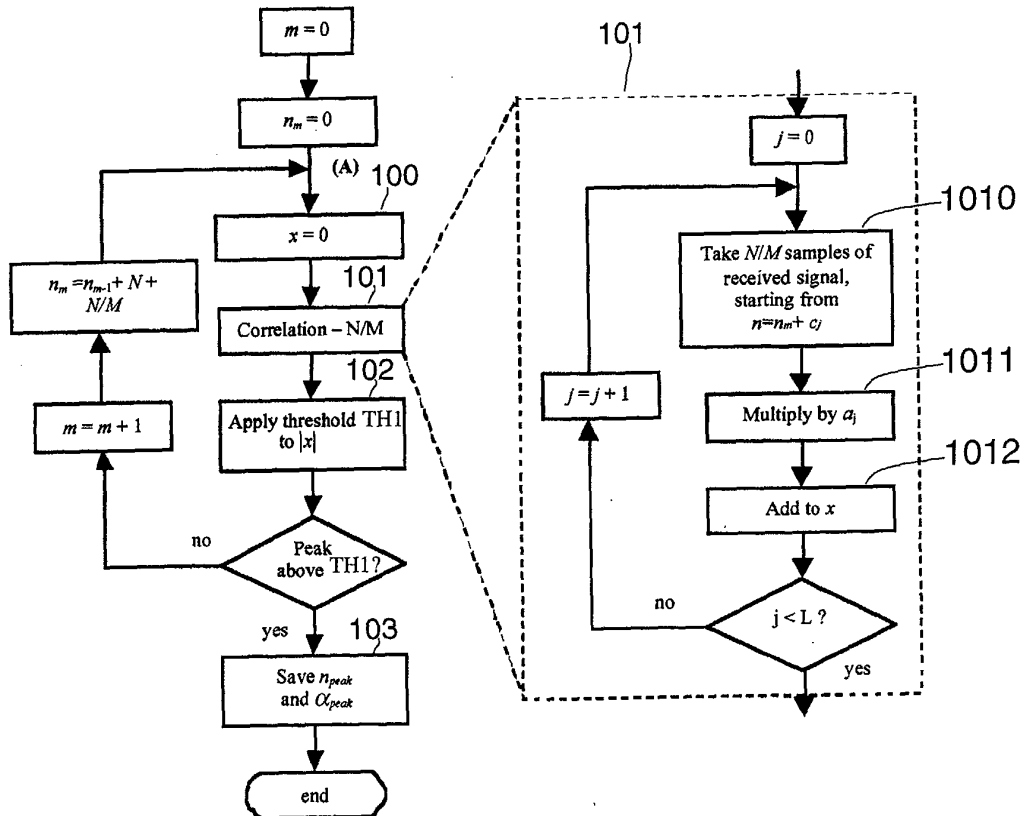 m = 0
n_m = 0
(A)
100
x = 0
n_m =n_{m-1}+ N +
N/M
101
Correlation – N/M
102
m = m + 1
Apply threshold TH1
to |x|
no
Peak
above TH1?
yes
103
Save n_peak
and α_peak
end
101
j = 0
1010
Take N/M samples of
received signal,
starting from
n=n_m+ c_j
1011
j = j + 1
Multiply by a_j
1012
Add to x
no
j < L ?
yes